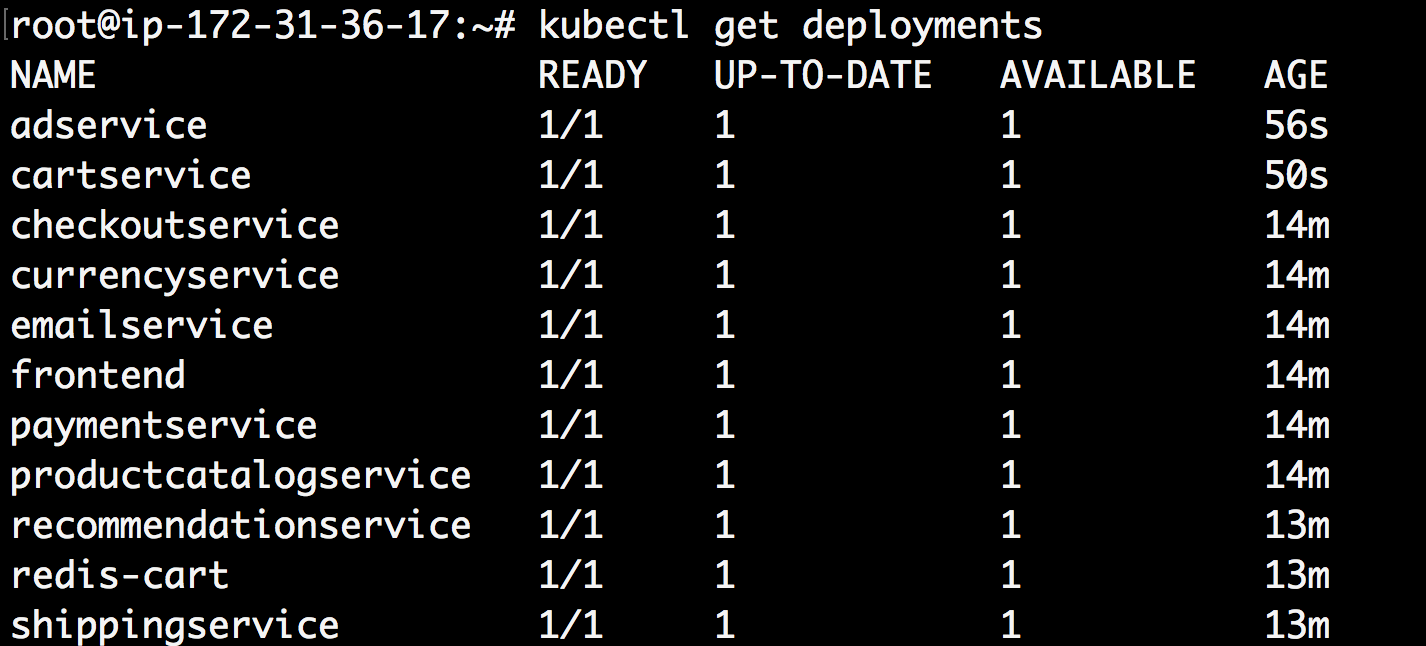 root@ip-172-31-36-17:~# kubectl get deployments
NAME READY UP-TO-DATE AVAILABLE AGE
adservice 1/1 1 1 56s
cartservice 1/1 1 1 50s
checkoutservice 1/1 1 1 14m
currencyservice 1/1 1 1 14m
emailservice 1/1 1 1 14m
frontend 1/1 1 1 14m
paymentservice 1/1 1 1 14m
productcatalogservice 1/1 1 1 14m
recommendationservice 1/1 1 1 13m
redis-cart 1/1 1 1 13m
shippingservice 1/1 1 1 13m